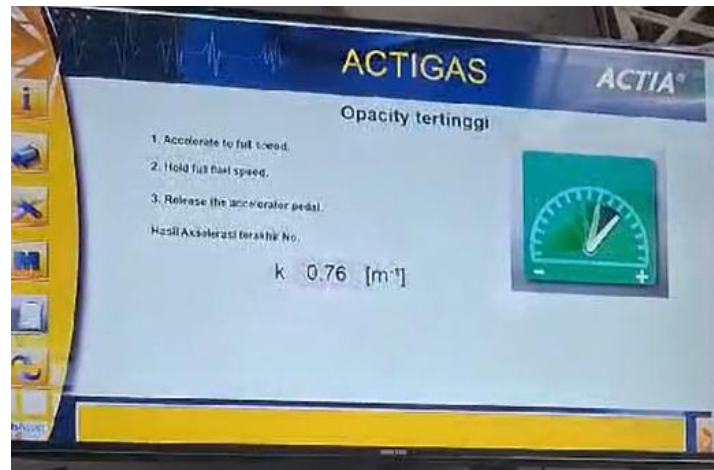 ACTIGAS
ACTIA®
Opacity tertinggi
1. Accelerate to full speed.
2. Hold full fuel speed.
3. Release the accelerator pedal.
Hasil Akselerasi terakhir No.
k 0.76 [m⁻¹]
- +
i
M